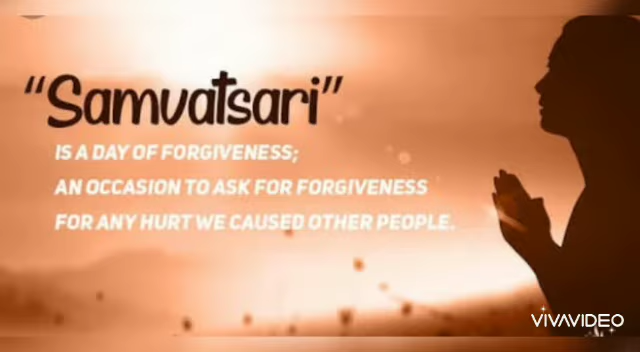 “Samvatsari”
IS A DAY OF FORGIVENESS;
AN OCCASION TO ASK FOR FORGIVENESS
FOR ANY HURT WE CAUSED OTHER PEOPLE.
VIVAVIDEO